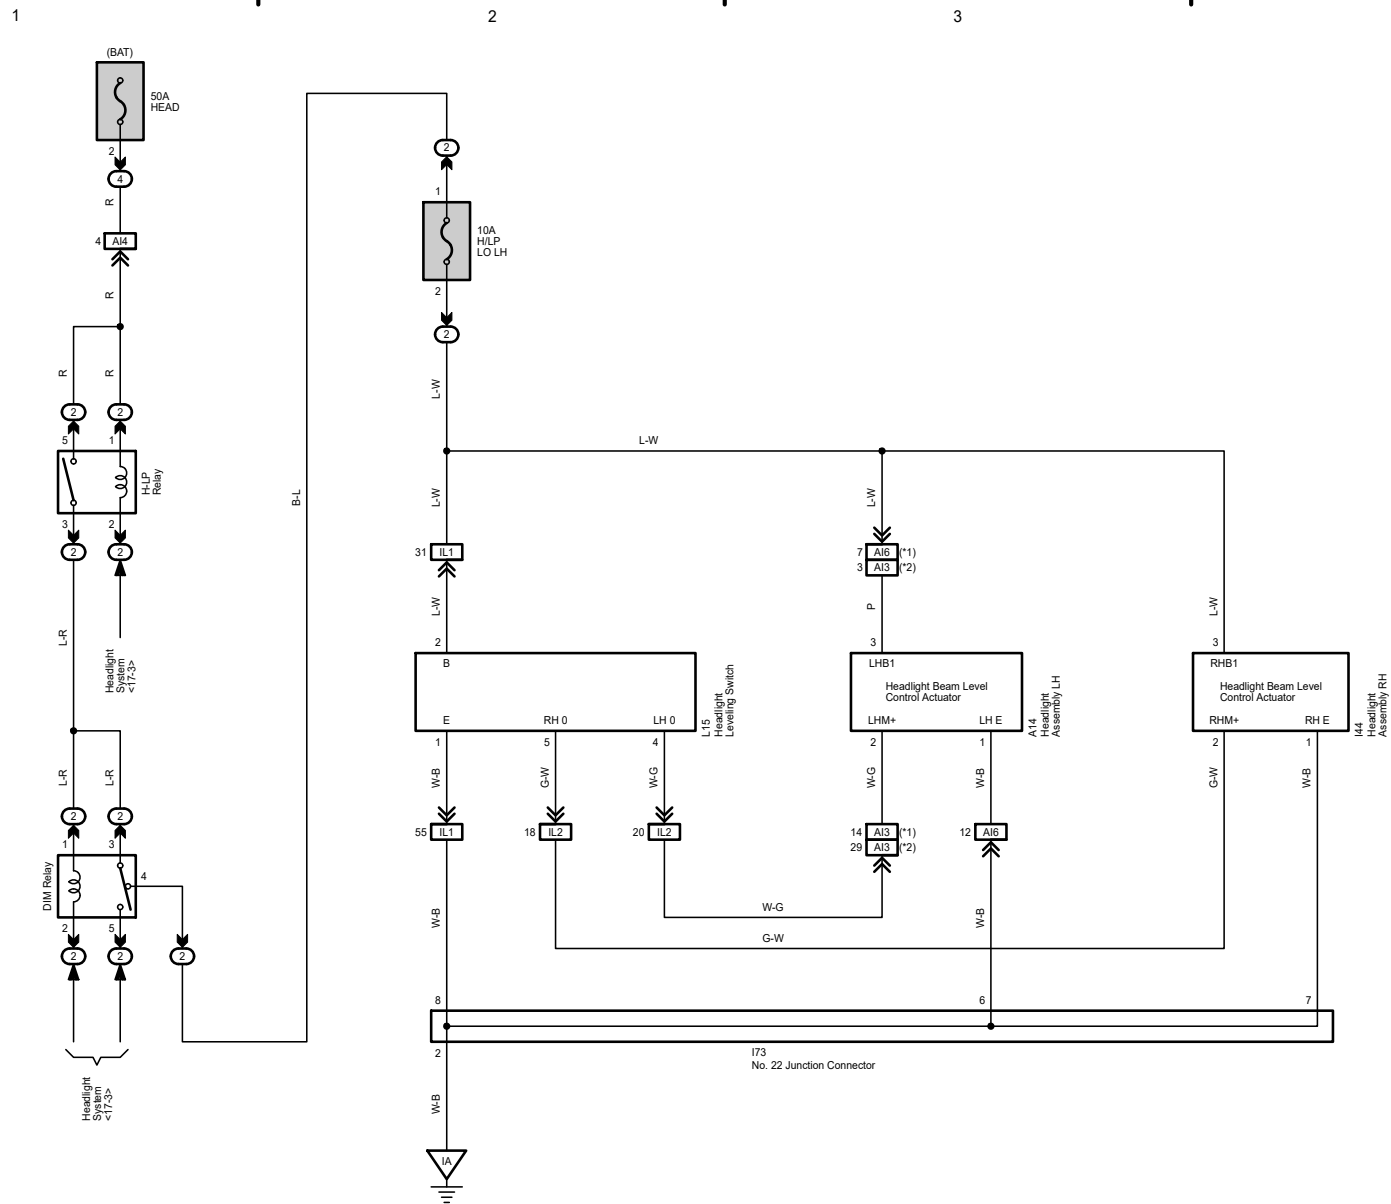 1
2
3
(BAT)
50A
HEAD
2
4
R
4
AI4
R
R
R
2
2
5
1
H-LP
Relay
3
2
2
2
L-R
Headlight
System
<17-3>
L-R
L-R
2
2
1
3
DIM Relay
4
2
5
2
2
2
Headlight
System
<17-3>
B-L
2
1
10A
H/LP
LO LH
2
2
L-W
L-W
L-W
L-W
31
IL1
7
AI6
(*1)
3
AI3
(*2)
L-W
P
L-W
2
3
3
B
LHB1
RHB1
Headlight Beam Level
Control Actuator
Headlight Beam Level
Control Actuator
E
RH 0
LH 0
LHM+
LH E
RHM+
RH E
L15
Headlight
Leveling Switch
A14
Headlight
Assembly LH
I44
Headlight
Assembly RH
1
5
4
2
1
2
1
W-B
G-W
W-G
W-G
W-B
G-W
W-B
55
IL1
18
IL2
20
IL2
14
AI3
(*1)
29
AI3
(*2)
12
AI6
W-G
W-B
W-B
G-W
8
6
7
2
I73
No. 22 Junction Connector
W-B
IA